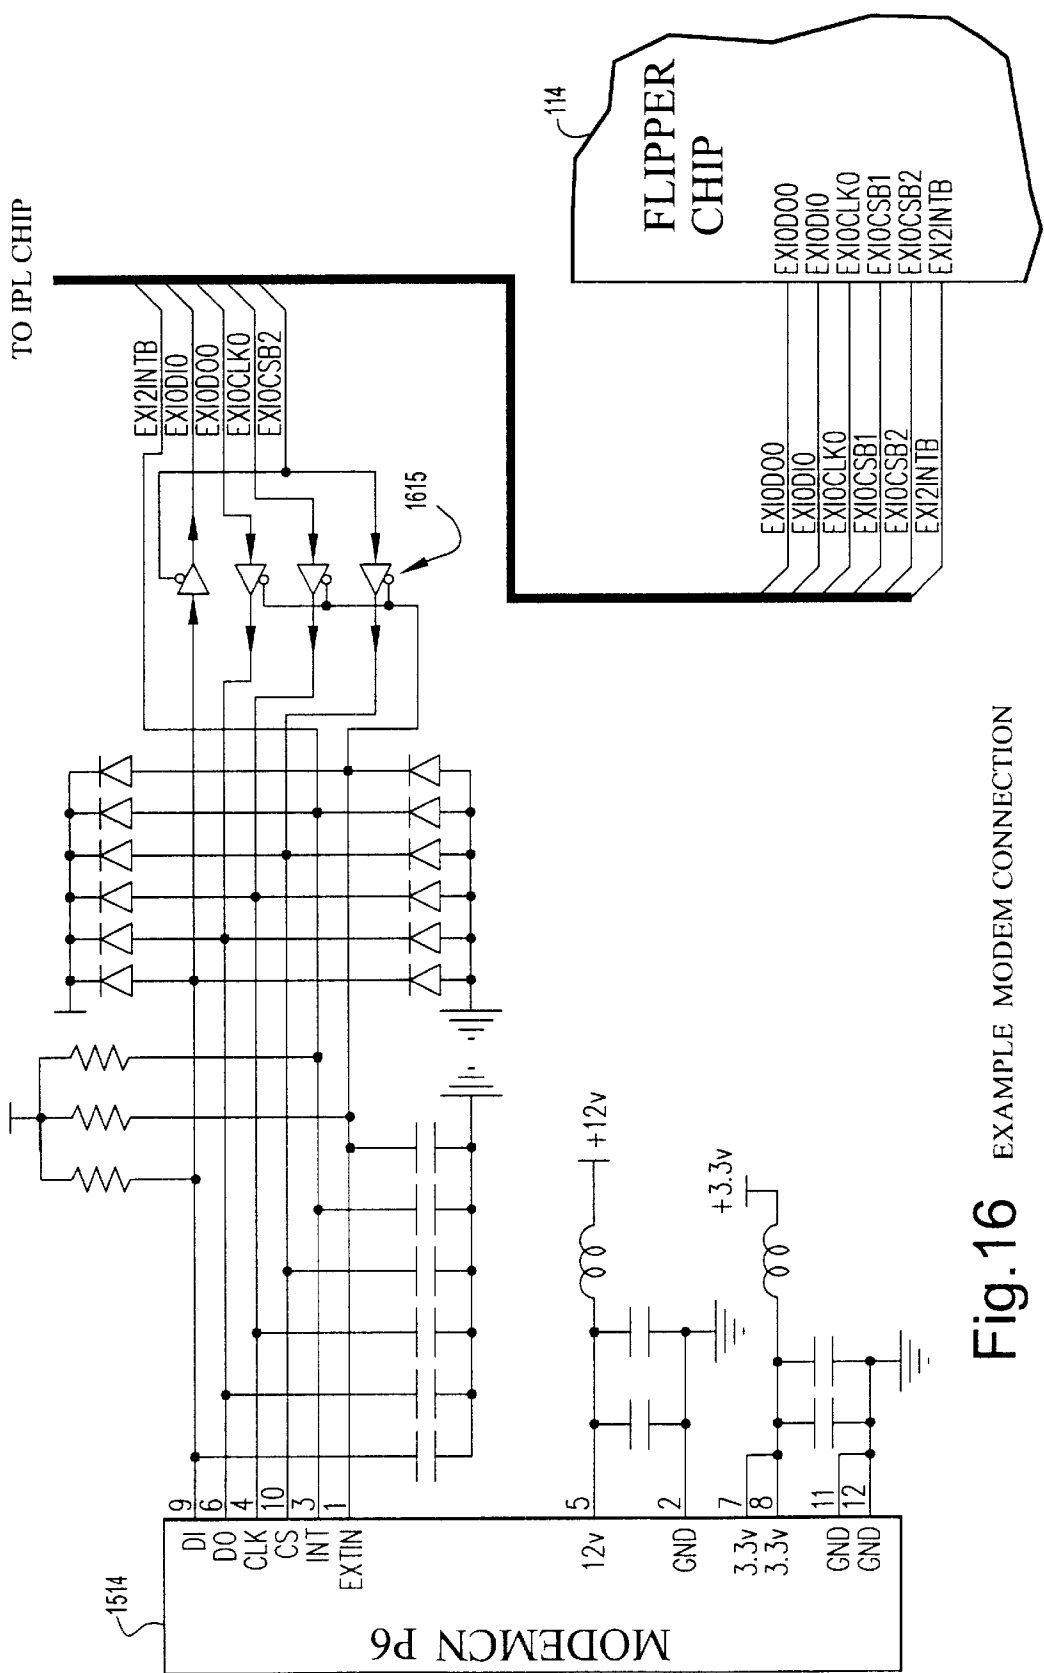 TO IPL CHIP
EXI2INTB
EXI0DI0
EXI0DO0
EXI0CLK0
EXI0CSB2
1615
114
FLIPPER
CHIP
EXI0DO0
EXI0DI0
EXI0CLK0
EXI0CSB1
EXI0CSB2
EXI2INTB
EXI0DO0
EXI0DI0
EXI0CLK0
EXI0CSB1
EXI0CSB2
EXI2INTB
1514
MODEMCN P6
DI 9
DO 6
CLK 4
CS 10
INT 3
EXTIN 1
12v 5
GND 2
3.3v 7
3.3v 8
GND 11
GND 12
+12v
+3.3v
Fig.16 EXAMPLE MODEM CONNECTION